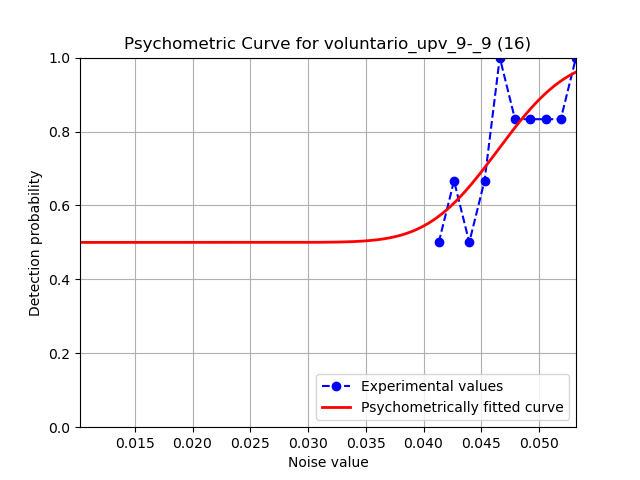 Psychometric Curve for voluntario_upv_9-_9 (16)
1.0
0.8
0.6
0.4
0.2
0.0
Detection probability
Experimental values
Psychometrically fitted curve
0.015 0.020 0.025 0.030 0.035 0.040 0.045 0.050
Noise value